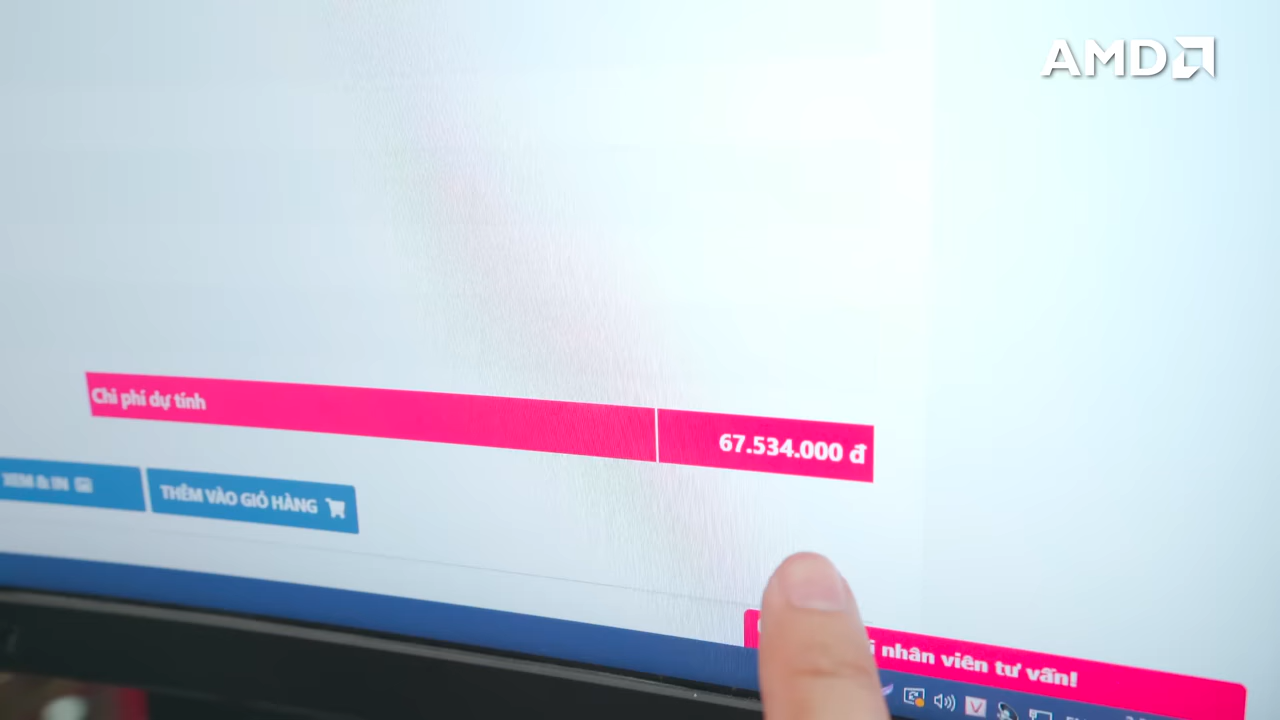 AMD
Chi phí dự tính
67.534.000 đ
XEM & IN
THÊM VÀO GIỎ HÀNG
nhân viên tư vấn!
V